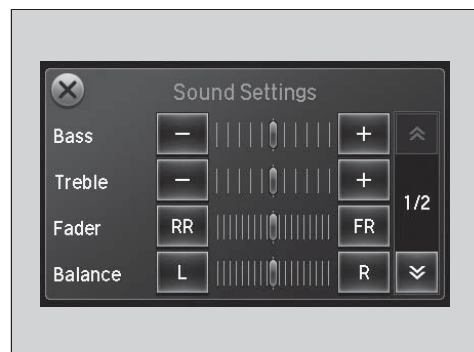 Sound Settings
Bass - +
Treble - +
1/2
Fader RR FR
Balance L R